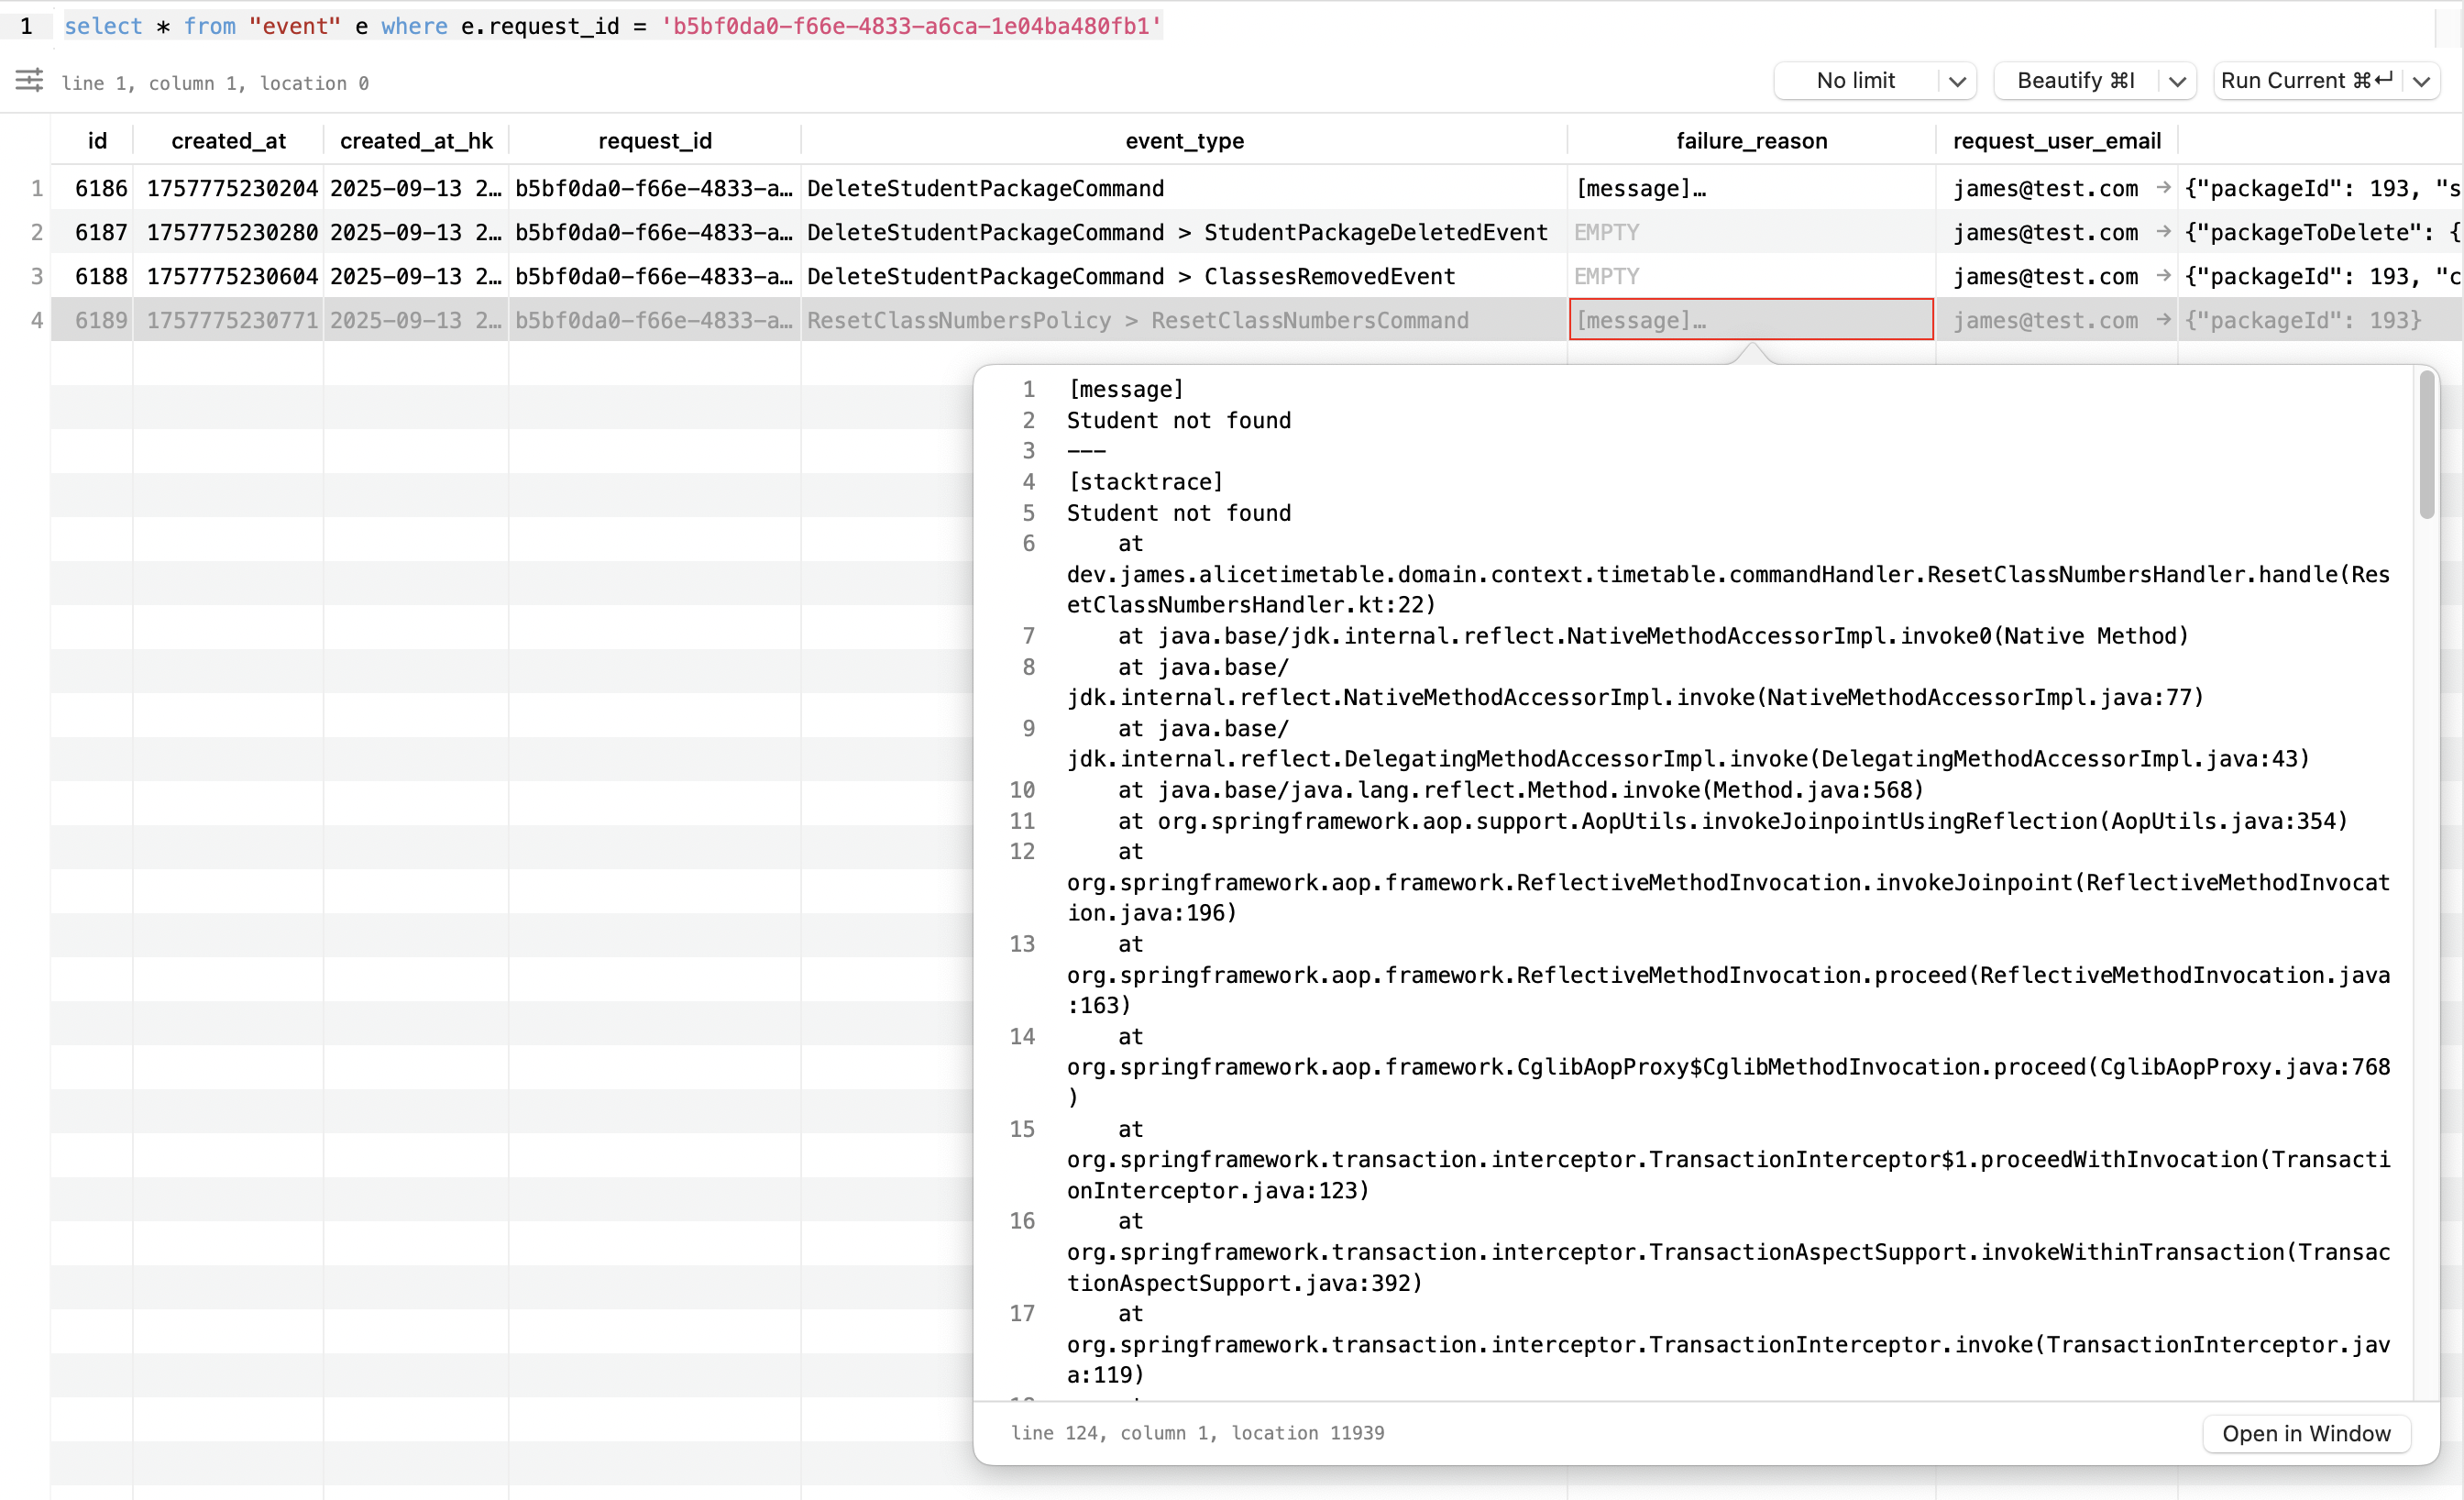 1 select * from "event" e where e.request_id = 'b5bf0da0-f66e-4833-a6ca-1e04ba480fb1'
line 1, column 1, location 0
No limit
Beautify ⌘I
Run Current ⌘↵
id created_at created_at_hk request_id event_type failure_reason request_user_email
1 6186 1757775230204 2025-09-13 2… b5bf0da0-f66e-4833-a… DeleteStudentPackageCommand [message]… james@test.com → {"packageId": 193, "s
2 6187 1757775230280 2025-09-13 2… b5bf0da0-f66e-4833-a… DeleteStudentPackageCommand > StudentPackageDeletedEvent EMPTY james@test.com → {"packageToDelete": {
3 6188 1757775230604 2025-09-13 2… b5bf0da0-f66e-4833-a… DeleteStudentPackageCommand > ClassesRemovedEvent EMPTY james@test.com → {"packageId": 193, "c
4 6189 1757775230771 2025-09-13 2… b5bf0da0-f66e-4833-a… ResetClassNumbersPolicy > ResetClassNumbersCommand [message]… james@test.com → {"packageId": 193}
1 [message]
2 Student not found
3 ---
4 [stacktrace]
5 Student not found
6 at
dev.james.alicetimetable.domain.context.timetable.commandHandler.ResetClassNumbersHandler.handle(Res
etClassNumbersHandler.kt:22)
7 at java.base/jdk.internal.reflect.NativeMethodAccessorImpl.invoke0(Native Method)
8 at java.base/
jdk.internal.reflect.NativeMethodAccessorImpl.invoke(NativeMethodAccessorImpl.java:77)
9 at java.base/
jdk.internal.reflect.DelegatingMethodAccessorImpl.invoke(DelegatingMethodAccessorImpl.java:43)
10 at java.base/java.lang.reflect.Method.invoke(Method.java:568)
11 at org.springframework.aop.support.AopUtils.invokeJoinpointUsingReflection(AopUtils.java:354)
12 at
org.springframework.aop.framework.ReflectiveMethodInvocation.invokeJoinpoint(ReflectiveMethodInvocat
ion.java:196)
13 at
org.springframework.aop.framework.ReflectiveMethodInvocation.proceed(ReflectiveMethodInvocation.java
:163)
14 at
org.springframework.aop.framework.CglibAopProxy$CglibMethodInvocation.proceed(CglibAopProxy.java:768
)
15 at
org.springframework.transaction.interceptor.TransactionInterceptor$1.proceedWithInvocation(Transacti
onInterceptor.java:123)
16 at
org.springframework.transaction.interceptor.TransactionAspectSupport.invokeWithinTransaction(Transac
tionAspectSupport.java:392)
17 at
org.springframework.transaction.interceptor.TransactionInterceptor.invoke(TransactionInterceptor.jav
a:119)
line 124, column 1, location 11939
Open in Window